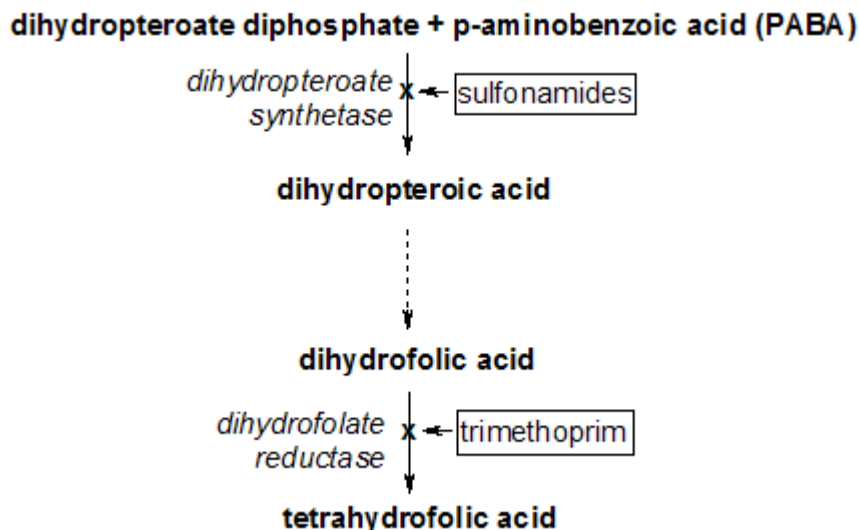 dihydropteroate diphosphate + p-aminobenzoic acid (PABA)
dihydropteroate
synthetase
x
sulfonamides
dihydropteroic acid
dihydrofolic acid
dihydrofolate
reductase
x
trimethoprim
tetrahydrofolic acid